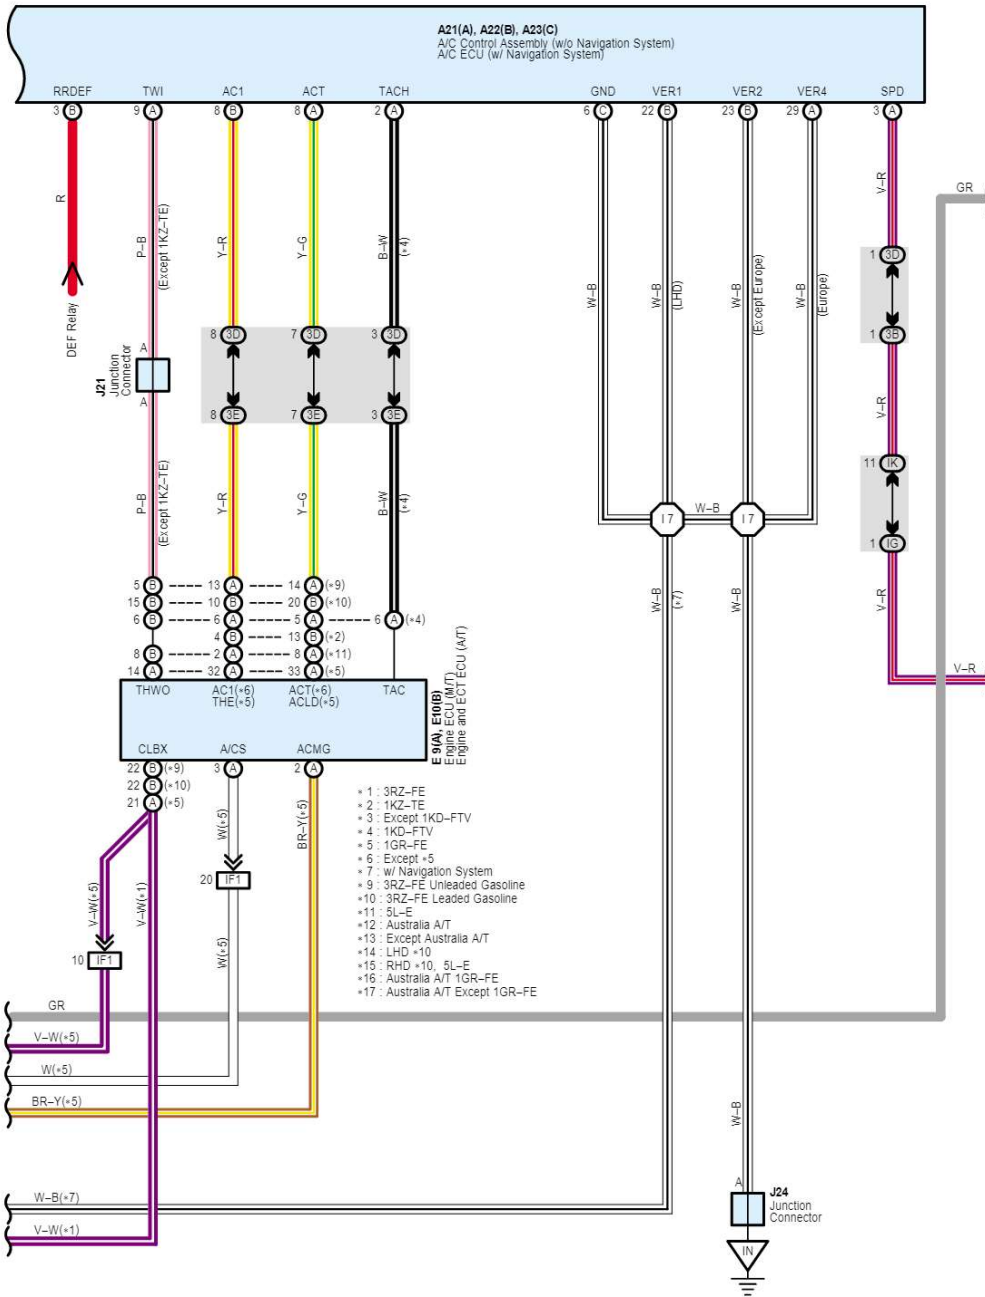 A21(A), A22(B), A23(C)
A/C Control Assembly (w/o Navigation System)
A/C ECU (w/ Navigation System)
RRDEF TWI AC1 ACT TACH GND VER1 VER2 VER4 SPD
3 B 9 A 8 B 8 A 2 A 6 C 22 B 23 B 29 A 3 A
R
P–B
(Except 1KZ–TE)
Y–R
Y–G
B–W
(*4)
W–B
W–B
(LHD)
W–B
(Except Europe)
W–B
(Europe)
V–R
GR
1 3D
DEF Relay
8 3D 7 3D 3 3D 1 3B
A
J21
Junction
Connector
A
8 3E 7 3E 3 3E
V–R
11 IK
P–B
(Except 1KZ–TE)
Y–R
Y–G
B–W
(*4)
I7 W–B I7
1 IG
5 B 13 A 14 A (*9)
15 B 10 B 20 B (*10)
6 B 6 A 5 A 6 A (*4)
4 B 13 B (*2)
8 B 2 A 8 A (*11)
14 A 32 A 33 A (*5)
W–B
(*7)
W–B
V–R
V–R
THWO AC1(*6) ACT(*6) TAC
THE(*5) ACLD(*5)
E 9(A), E10(B)
Engine ECU (M/T)
Engine and ECT ECU (A/T)
CLBX A/CS ACMG
22 B (*9) 3 A 2 A
22 B (*10)
21 A (*5)
W(*5)
BR–Y(*5)
20 IF1
V–W(*5)
V–W(*1)
W(*5)
10 IF1
*1 : 3RZ–FE
*2 : 1KZ–TE
*3 : Except 1KD–FTV
*4 : 1KD–FTV
*5 : 1GR–FE
*6 : Except *5
*7 : w/ Navigation System
*9 : 3RZ–FE Unleaded Gasoline
*10 : 3RZ–FE Leaded Gasoline
*11 : 5L–E
*12 : Australia A/T
*13 : Except Australia A/T
*14 : LHD *10
*15 : RHD *10, 5L–E
*16 : Australia A/T 1GR–FE
*17 : Australia A/T Except 1GR–FE
GR
V–W(*5)
W(*5)
BR–Y(*5)
W–B
A
J24
Junction
Connector
W–B(*7)
V–W(*1)
IN